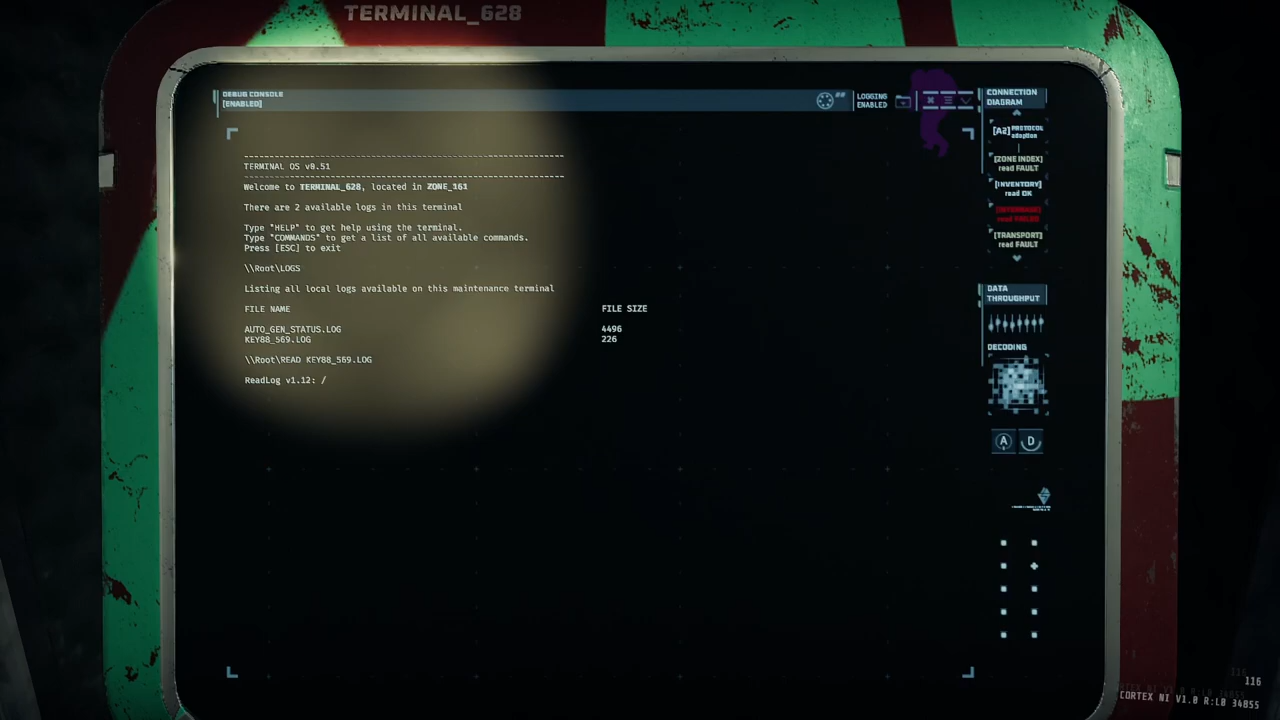 TERMINAL_628
DEBUG CONSOLE
[ENABLED]
LOGGING
ENABLED
CONNECTION
DIAGRAM
[A2] PROTOCOL
adaption
[ZONE INDEX]
read FAULT
[INVENTORY]
read OK
read FAILED
[TRANSPORT]
read FAULT
DATA
THROUGHPUT
DECODING
A D
--------------------------------------------------------------
TERMINAL OS v8.51
--------------------------------------------------------------
Welcome to TERMINAL_628, located in ZONE_161
There are 2 available logs in this terminal
Type "HELP" to get help using the terminal.
Type "COMMANDS" to get a list of all available commands.
Press [ESC] to exit
\\Root\LOGS
Listing all local logs available on this maintenance terminal
FILE NAME FILE SIZE
AUTO_GEN_STATUS.LOG 4496
KEY88_569.LOG 226
\\Root\READ KEY88_569.LOG
ReadLog v1.12: /
116
CORTEX NI V1.0 R:L0 34855